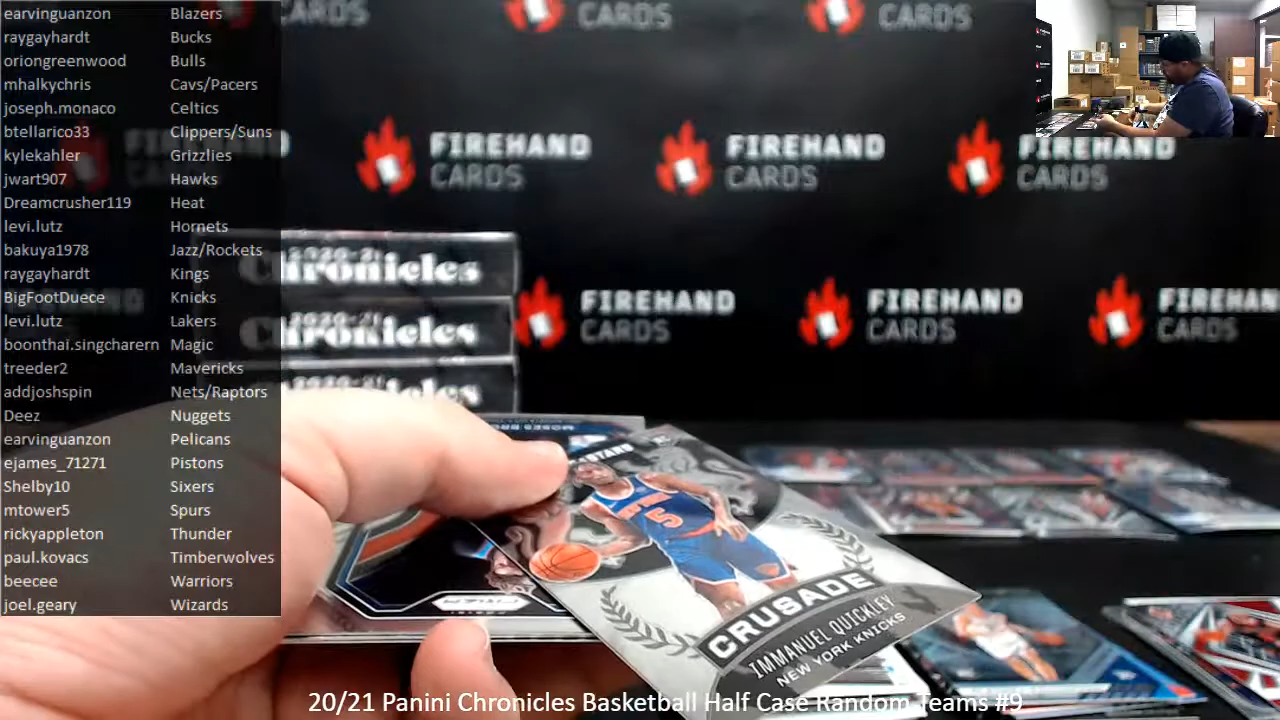 earvinguanzon Blazers
raygayhardt Bucks
oriongreenwood Bulls
mhalkychris Cavs/Pacers
joseph.monaco Celtics
btellarico33 Clippers/Suns
kylekahler Grizzlies
jwart907 Hawks
Dreamcrusher119 Heat
levi.lutz Hornets
bakuya1978 Jazz/Rockets
raygayhardt Kings
BigFootDuece Knicks
levi.lutz Lakers
boonthai.singcharern Magic
treeder2 Mavericks
addjoshspin Nets/Raptors
Deez Nuggets
earvinguanzon Pelicans
ejames_71271 Pistons
Shelby10 Sixers
mtower5 Spurs
rickyappleton Thunder
paul.kovacs Timberwolves
beecee Warriors
joel.geary Wizards
CARDS
CARDS
CARDS
FIREHAND
CARDS
FIREHAND
CARDS
FIREHAND
CARDS
FIREHAND
CARDS
FIREHAND
CARDS
FIREHAND
CARDS
2020-21
Chronicles
2020-21
Chronicles
PRIZM
CRUSADE
IMMANUEL QUICKLEY
NEW YORK KNICKS
5
20/21 Panini Chronicles Basketball Half Case Random Teams #9